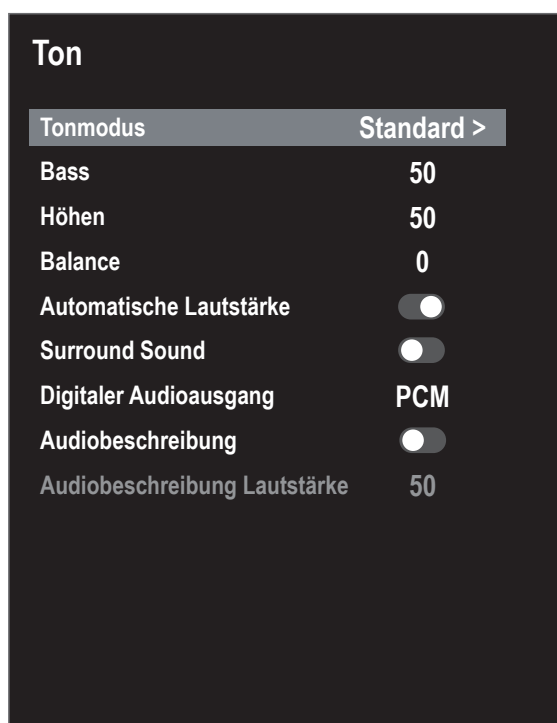 Ton
Tonmodus Standard >
Bass 50
Höhen 50
Balance 0
Automatische Lautstärke
Surround Sound
Digitaler Audioausgang PCM
Audiobeschreibung
Audiobeschreibung Lautstärke 50